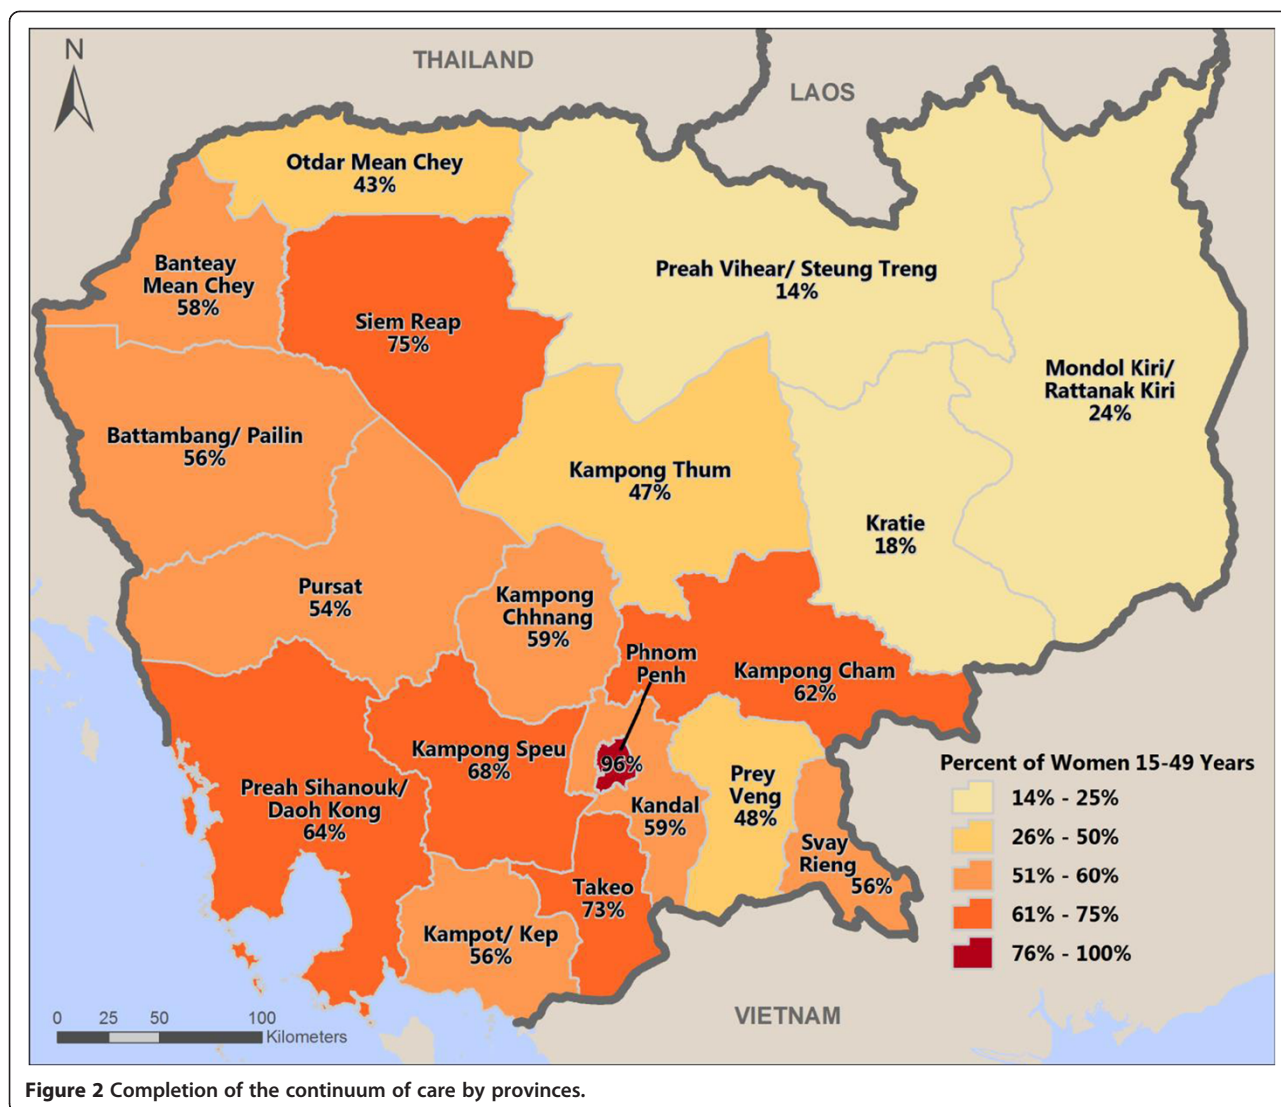 N
THAILAND
LAOS
Otdar Mean Chey
43%
Banteay
Mean Chey
58%
Siem Reap
75%
Preah Vihear/ Steung Treng
14%
Mondol Kiri/
Rattanak Kiri
24%
Battambang/ Pailin
56%
Kampong Thum
47%
Kratie
18%
Pursat
54%
Kampong
Chhnang
59%
Phnom
Penh
96%
Kampong Cham
62%
Kampong Speu
68%
Preah Sihanouk/
Daoh Kong
64%
Kandal
59%
Prey
Veng
48%
Svay
Rieng
56%
Takeo
73%
Kampot/ Kep
56%
Percent of Women 15-49 Years
14% - 25%
26% - 50%
51% - 60%
61% - 75%
76% - 100%
VIETNAM
0 25 50 100
Kilometers
Figure 2 Completion of the continuum of care by provinces.